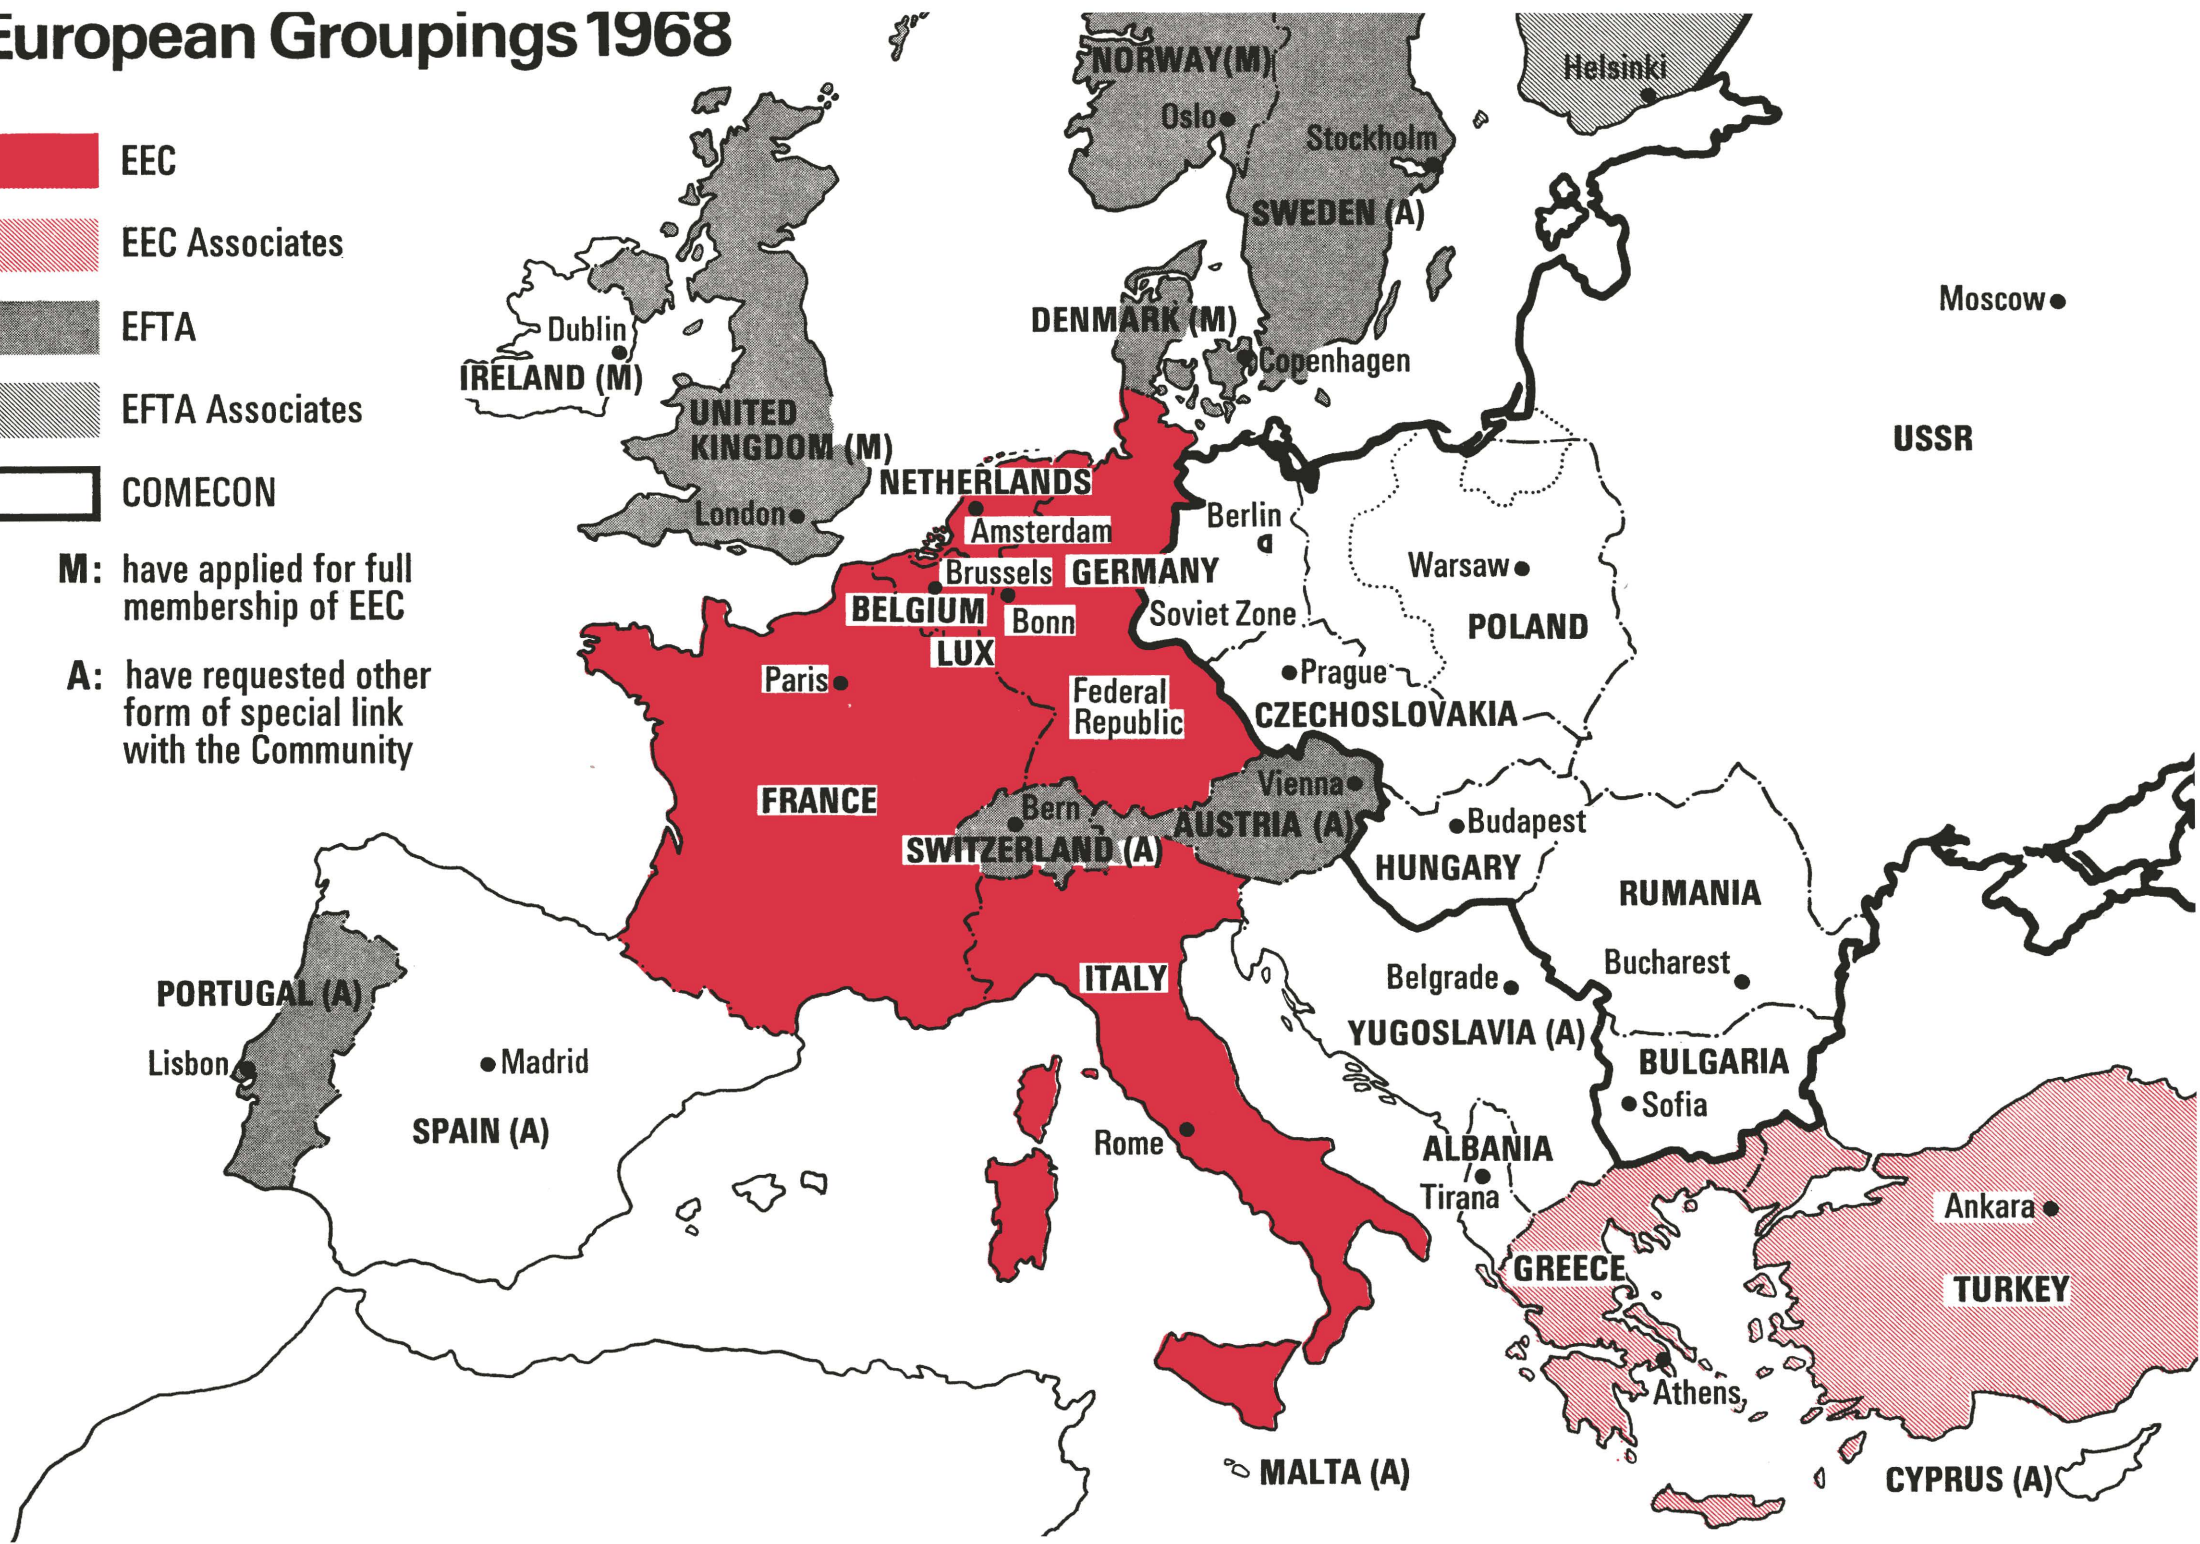 European Groupings 1968
EEC
EEC Associates
EFTA
EFTA Associates
COMECON
M: have applied for full
membership of EEC
A: have requested other
form of special link
with the Community
NORWAY (M)
Oslo
Stockholm
SWEDEN (A)
Helsinki
Moscow
USSR
DENMARK (M)
Copenhagen
Dublin
IRELAND (M)
UNITED
KINGDOM (M)
London
NETHERLANDS
Amsterdam
Brussels
GERMANY
BELGIUM
Bonn
LUX
Berlin
Soviet Zone
Warsaw
POLAND
Paris
Federal
Republic
Prague
CZECHOSLOVAKIA
FRANCE
Bern
SWITZERLAND (A)
Vienna
AUSTRIA (A)
Budapest
HUNGARY
RUMANIA
Bucharest
ITALY
Belgrade
YUGOSLAVIA (A)
BULGARIA
Sofia
PORTUGAL (A)
Lisbon
Madrid
SPAIN (A)
Rome
ALBANIA
Tirana
GREECE
Athens
Ankara
TURKEY
MALTA (A)
CYPRUS (A)